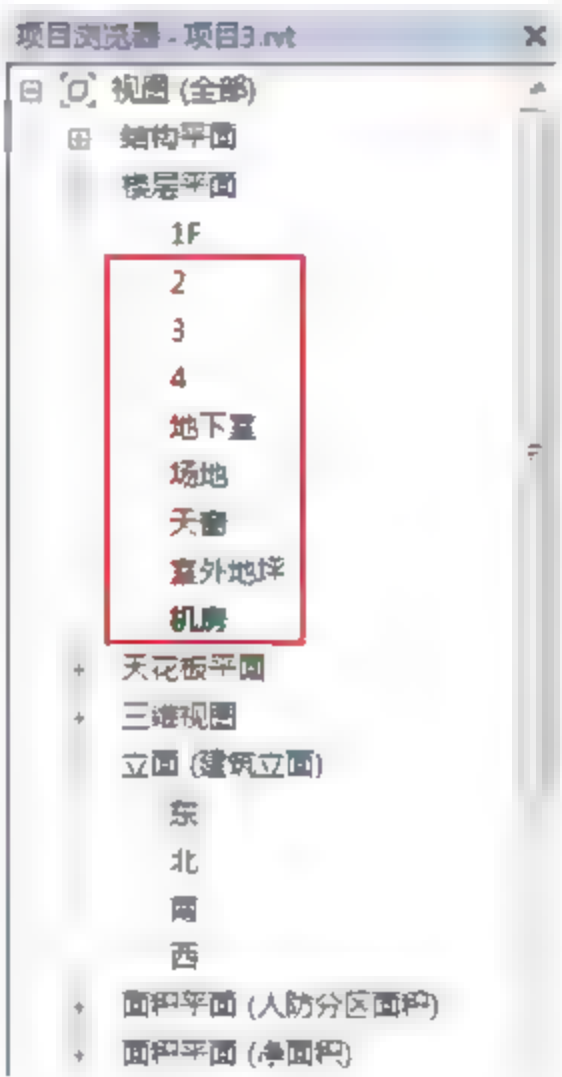 项目浏览器 - 项目3.rvt
视图 (全部)
结构平面
楼层平面
1F
2
3
4
地下室
场地
天窗
室外地坪
机房
天花板平面
三维视图
立面 (建筑立面)
东
北
南
西
面积平面 (人防分区面积)
面积平面 (净面积)